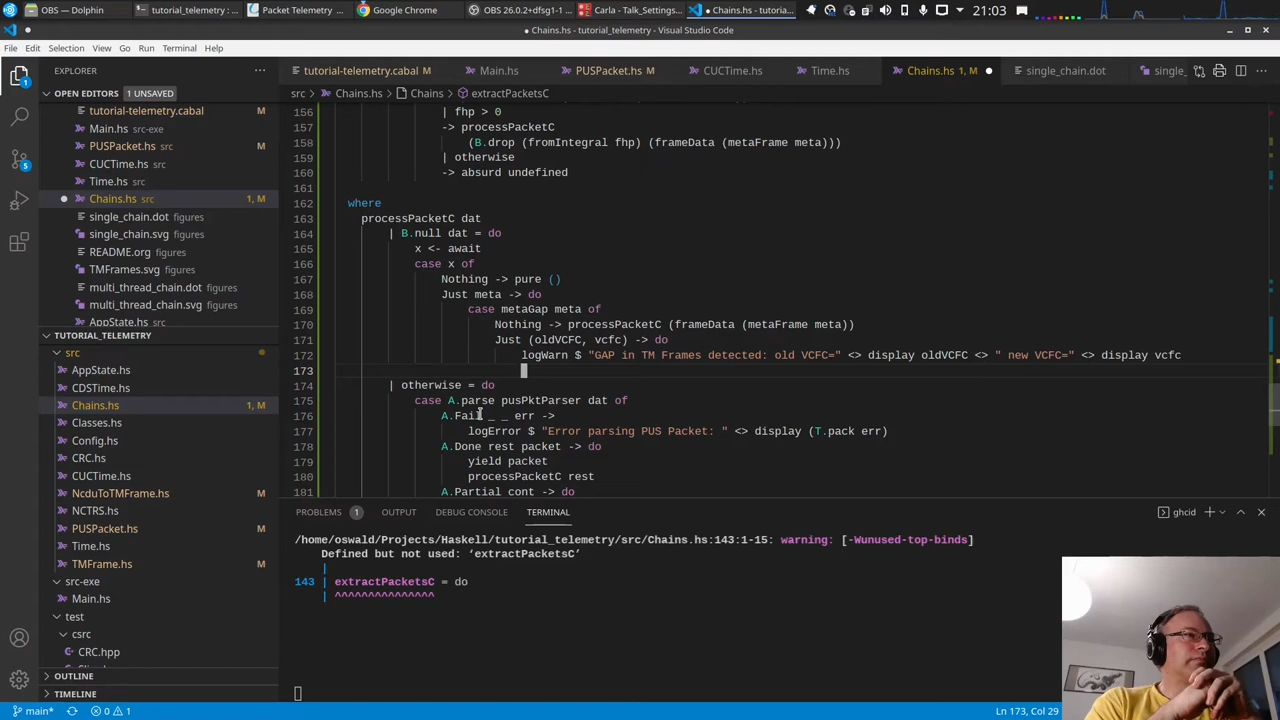 OBS — Dolphin
tutorial_telemetry : ...
Packet Telemetry ...
Google Chrome
OBS 26.0.2+dfsg1-1...
Carla - Talk_Settings...
● Chains.hs - tutoria...
21:03
● Chains.hs - tutorial_telemetry - Visual Studio Code
File Edit Selection View Go Run Terminal Help
EXPLORER ...
tutorial-telemetry.cabal M
Main.hs
PUSPacket.hs M
CUCTime.hs
Time.hs
Chains.hs 1, M ●
single_chain.dot
single_
src > Chains.hs > Chains > extractPacketsC
OPEN EDITORS 1 UNSAVED
tutorial-telemetry.cabal M
Main.hs src-exe
PUSPacket.hs src M
CUCTime.hs src
Time.hs src
Chains.hs src 1, M
single_chain.dot figures
single_chain.svg figures
README.org figures
TMFrames.svg figures
multi_thread_chain.dot figures
multi_thread_chain.svg figures
AppState.hs src
TUTORIAL_TELEMETRY
src
AppState.hs
CDSTime.hs
Chains.hs 1, M
Classes.hs
Config.hs
CRC.hs
CUCTime.hs
NcduToTMFrame.hs M
NCTRS.hs
PUSPacket.hs M
Time.hs
TMFrame.hs M
src-exe
Main.hs
test
csrc
CRC.hpp
OUTLINE
TIMELINE
156 | fhp > 0
157 -> processPacketC
158 (B.drop (fromIntegral fhp) (frameData (metaFrame meta)))
159 | otherwise
160 -> absurd undefined
161
162 where
163 processPacketC dat
164 | B.null dat = do
165 x <- await
166 case x of
167 Nothing -> pure ()
168 Just meta -> do
169 case metaGap meta of
170 Nothing -> processPacketC (frameData (metaFrame meta))
171 Just (oldVCFC, vcfc) -> do
172 logWarn $ "GAP in TM Frames detected: old VCFC=" <> display oldVCFC <> " new VCFC=" <> display vcfc
173
174 | otherwise = do
175 case A.parse pusPktParser dat of
176 A.Fail _ _ err ->
177 logError $ "Error parsing PUS Packet: " <> display (T.pack err)
178 A.Done rest packet -> do
179 yield packet
180 processPacketC rest
181 A.Partial cont -> do
PROBLEMS 1 OUTPUT DEBUG CONSOLE TERMINAL
ghcid
/home/oswald/Projects/Haskell/tutorial_telemetry/src/Chains.hs:143:1-15: warning: [-Wunused-top-binds]
Defined but not used: ‘extractPacketsC’
|
143 | extractPacketsC = do
| ^^^^^^^^^^^^^^^
main* 0 1
Ln 173, Col 29